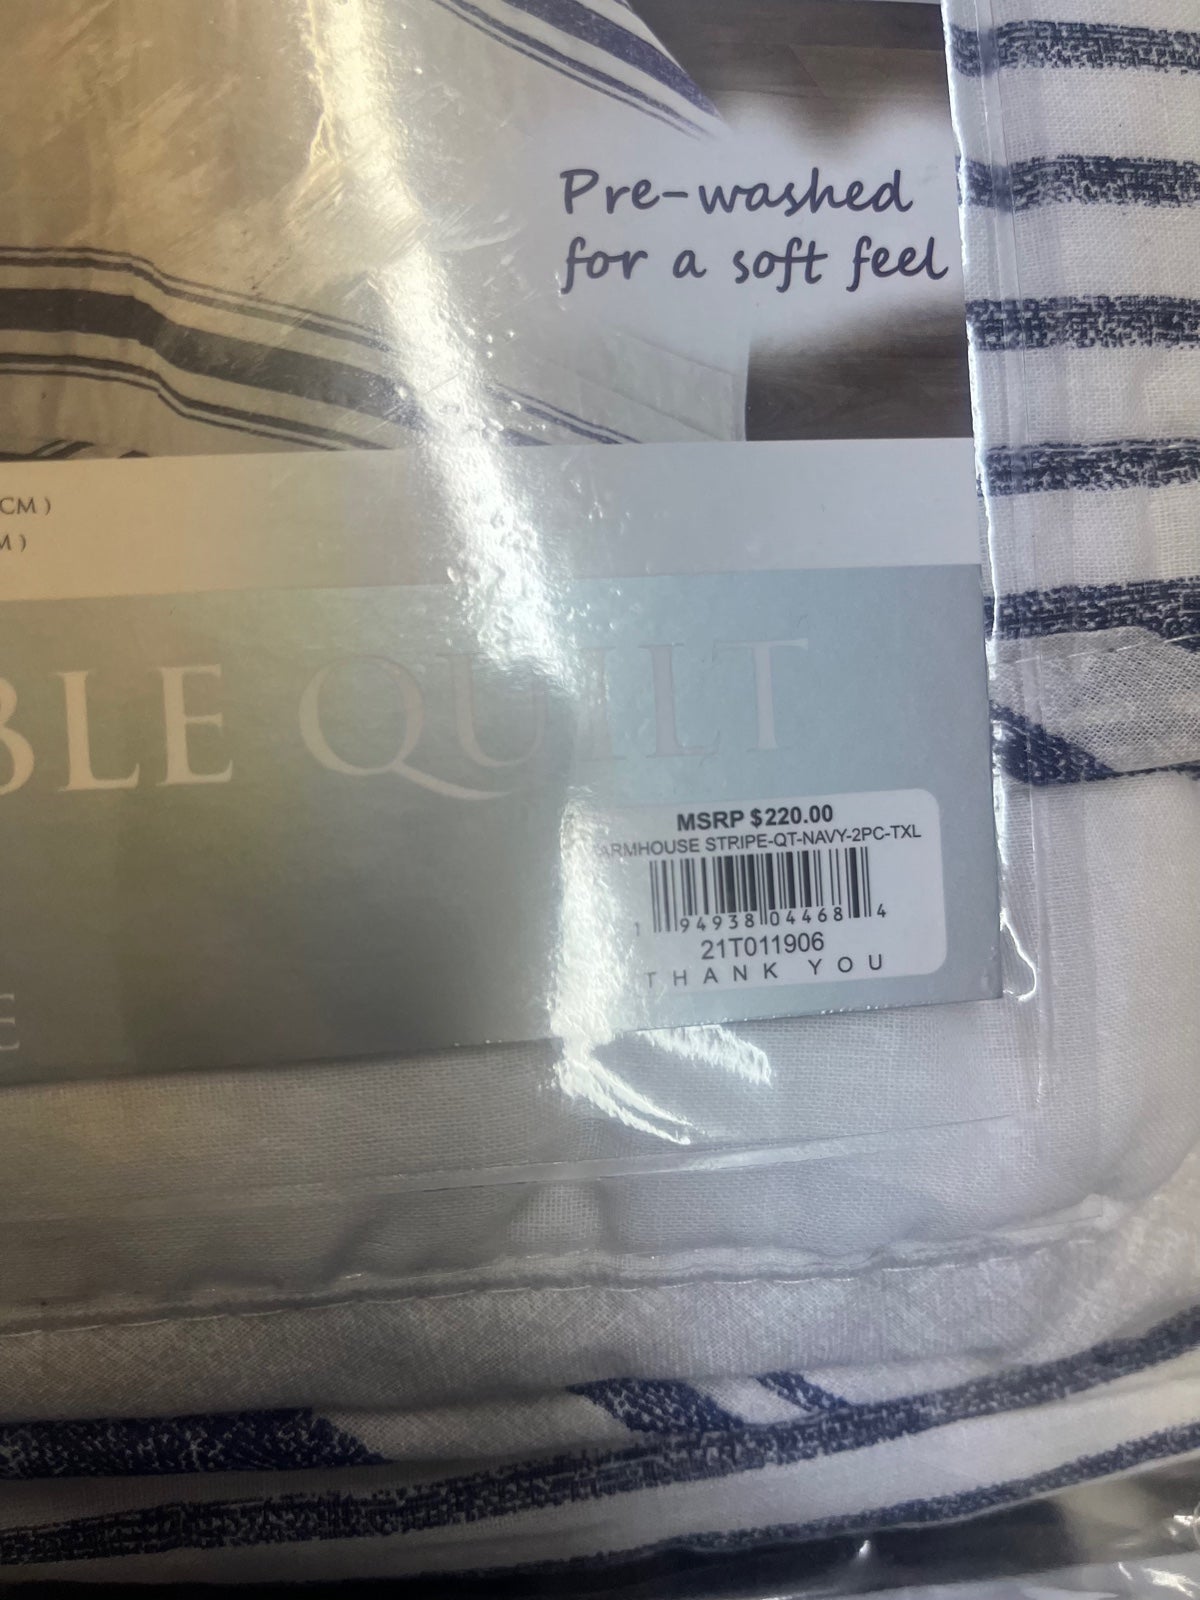 Pre-washed
for a soft feel
CM )
M )
BLE QUILT
MSRP $220.00
ARMHOUSE STRIPE-QT-NAVY-2PC-TXL
1 94938 04468 4
21T011906
THANK YOU
E